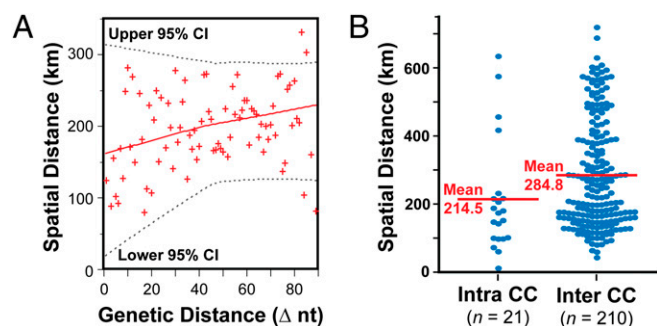 A
Spatial Distance (km)
350
300
200
100
0
Upper 95% CI
Lower 95% CI
0
20
40
60
80
Genetic Distance (Δ nt)
B
Spatial Distance (km)
600
400
200
0
Mean
214.5
Mean
284.8
Intra CC
(n = 21)
Inter CC
(n = 210)